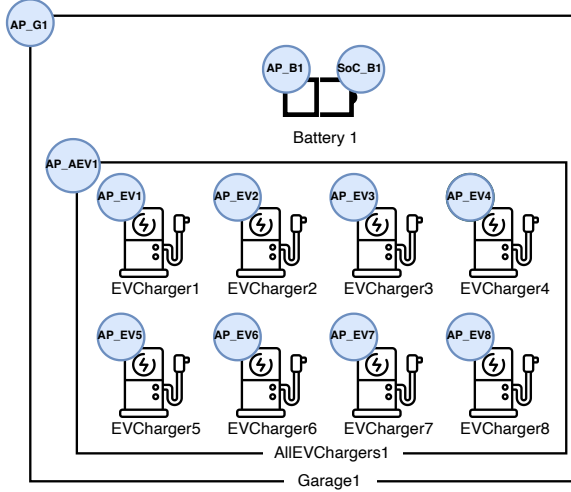 AP_G1
AP_B1 SoC_B1
Battery 1
AP_AEV1
AP_EV1 AP_EV2 AP_EV3 AP_EV4
EVCharger1 EVCharger2 EVCharger3 EVCharger4
AP_EV5 AP_EV6 AP_EV7 AP_EV8
EVCharger5 EVCharger6 EVCharger7 EVCharger8
AllEVChargers1
Garage1